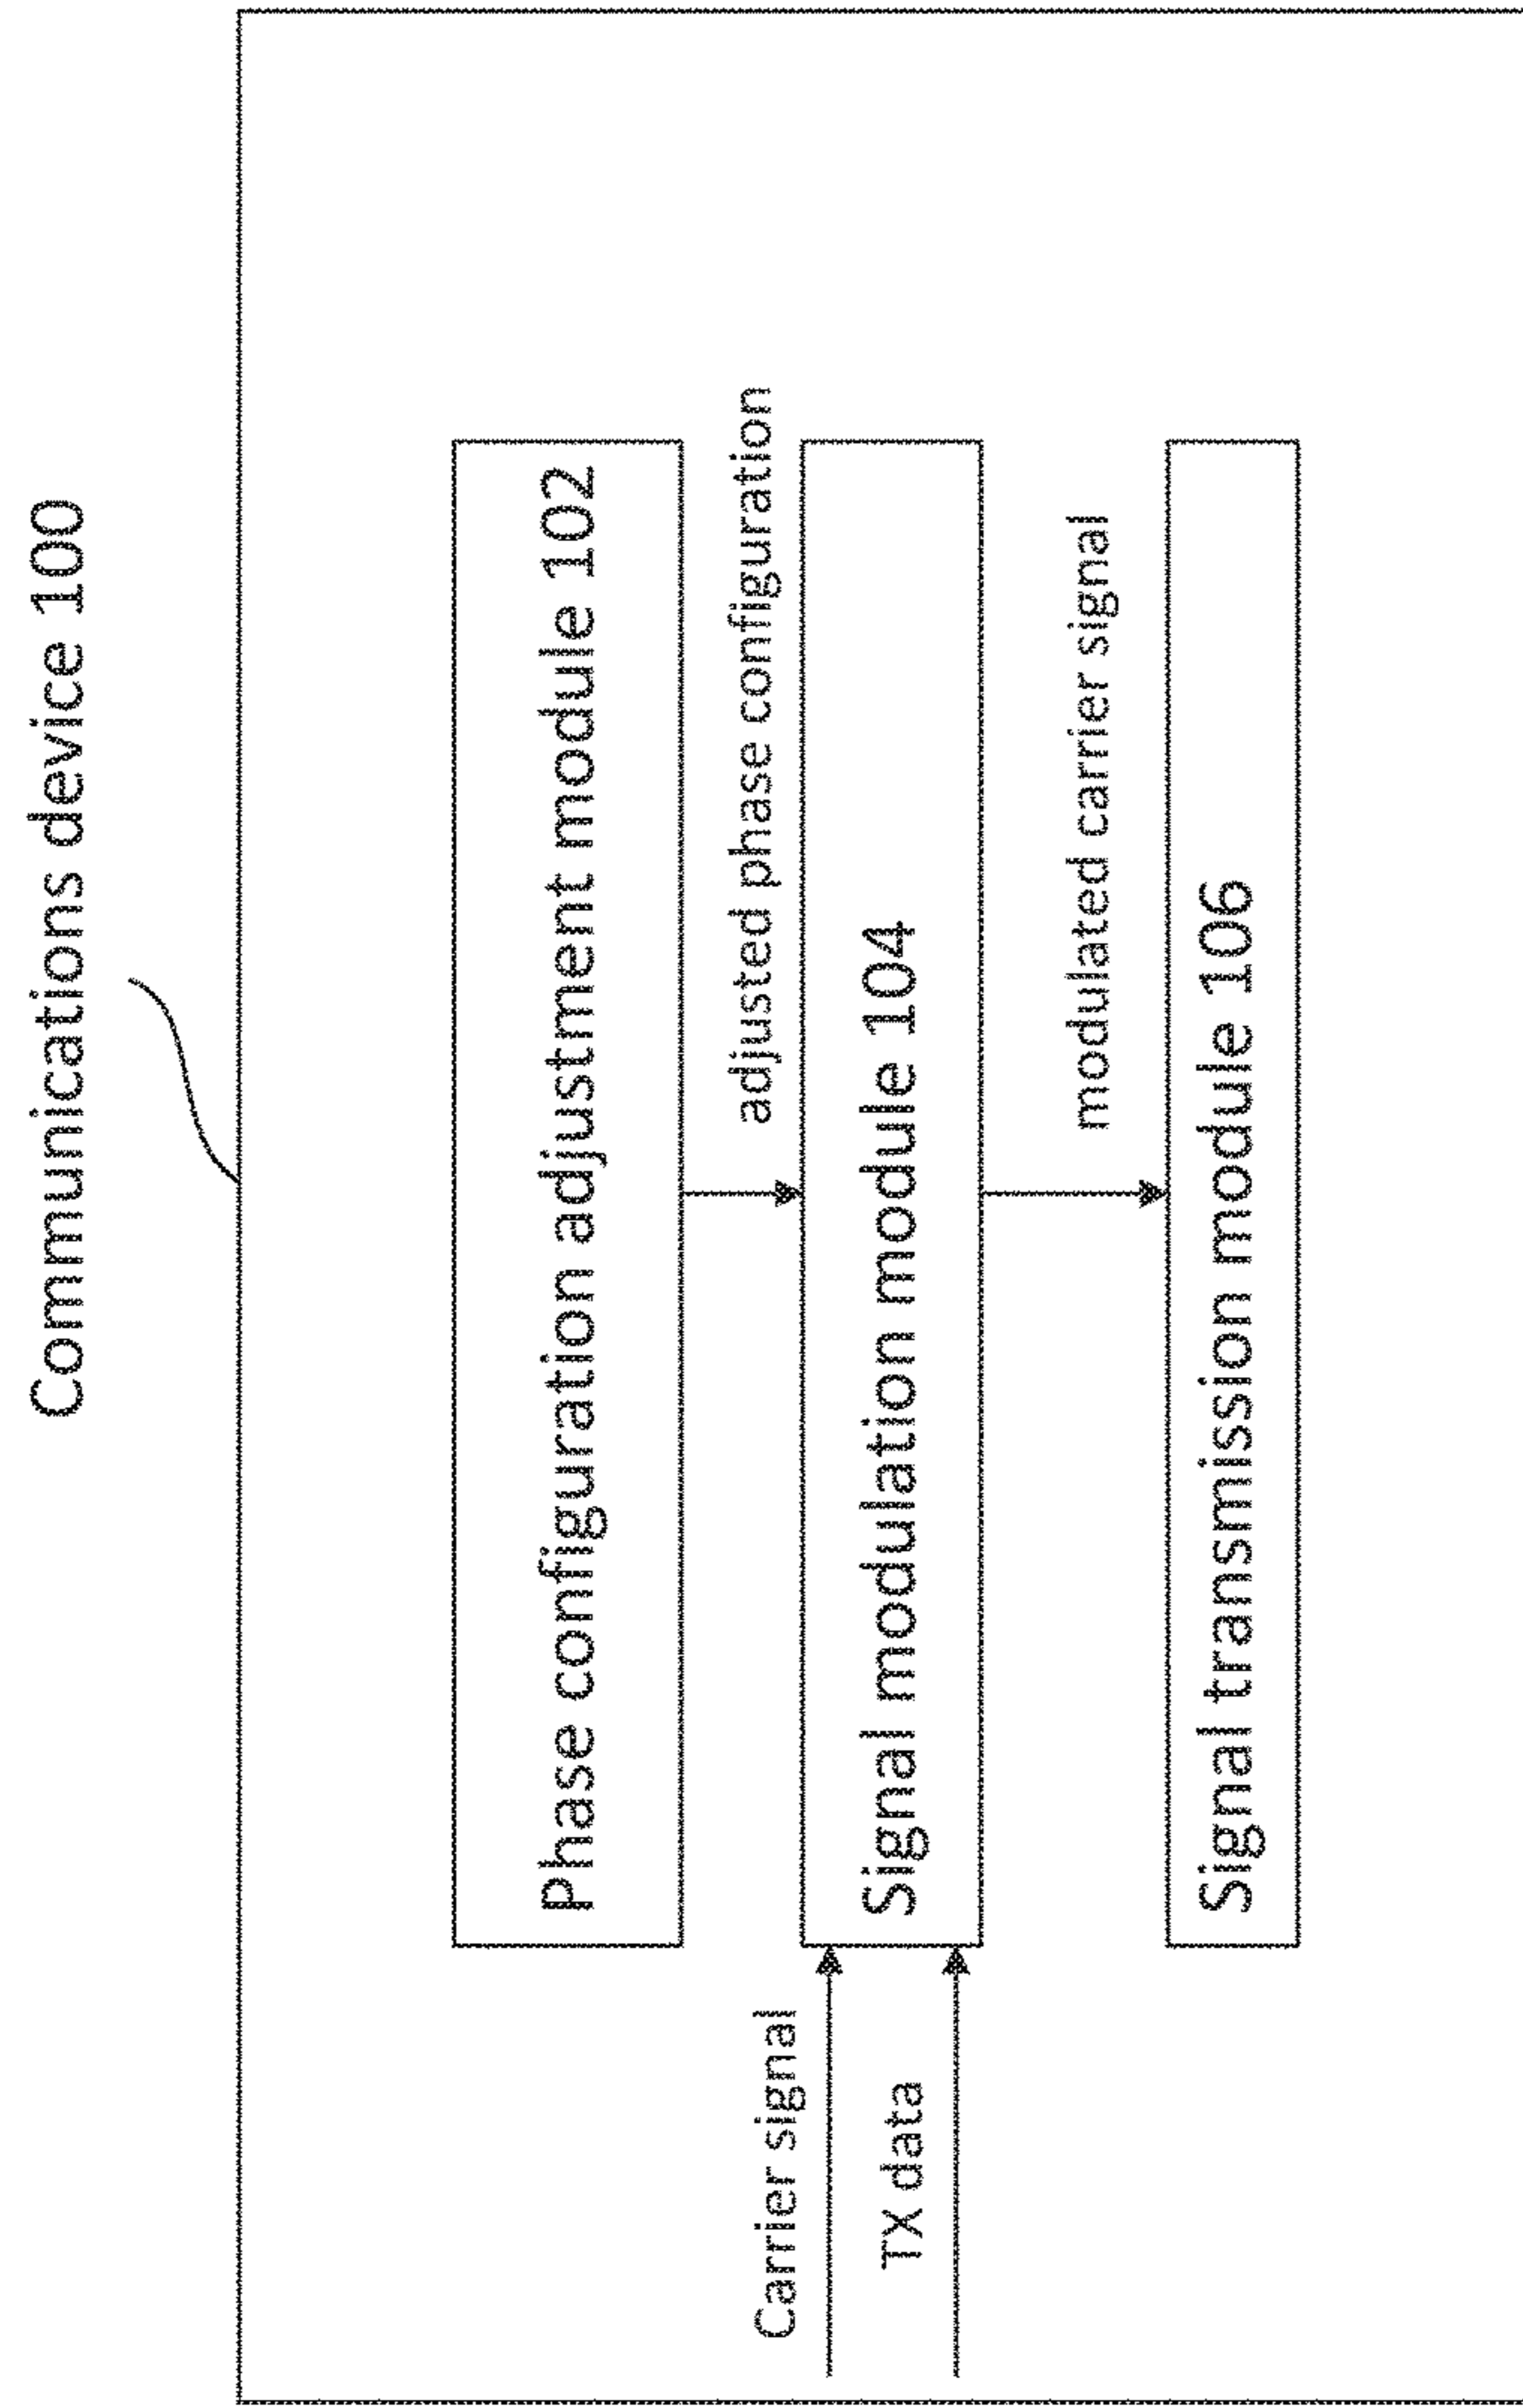 Communications device 100
Phase configuration adjustment module 102
adjusted phase configuration
Carrier signal
Signal modulation module 104
TX data
modulated carrier signal
Signal transmission module 106